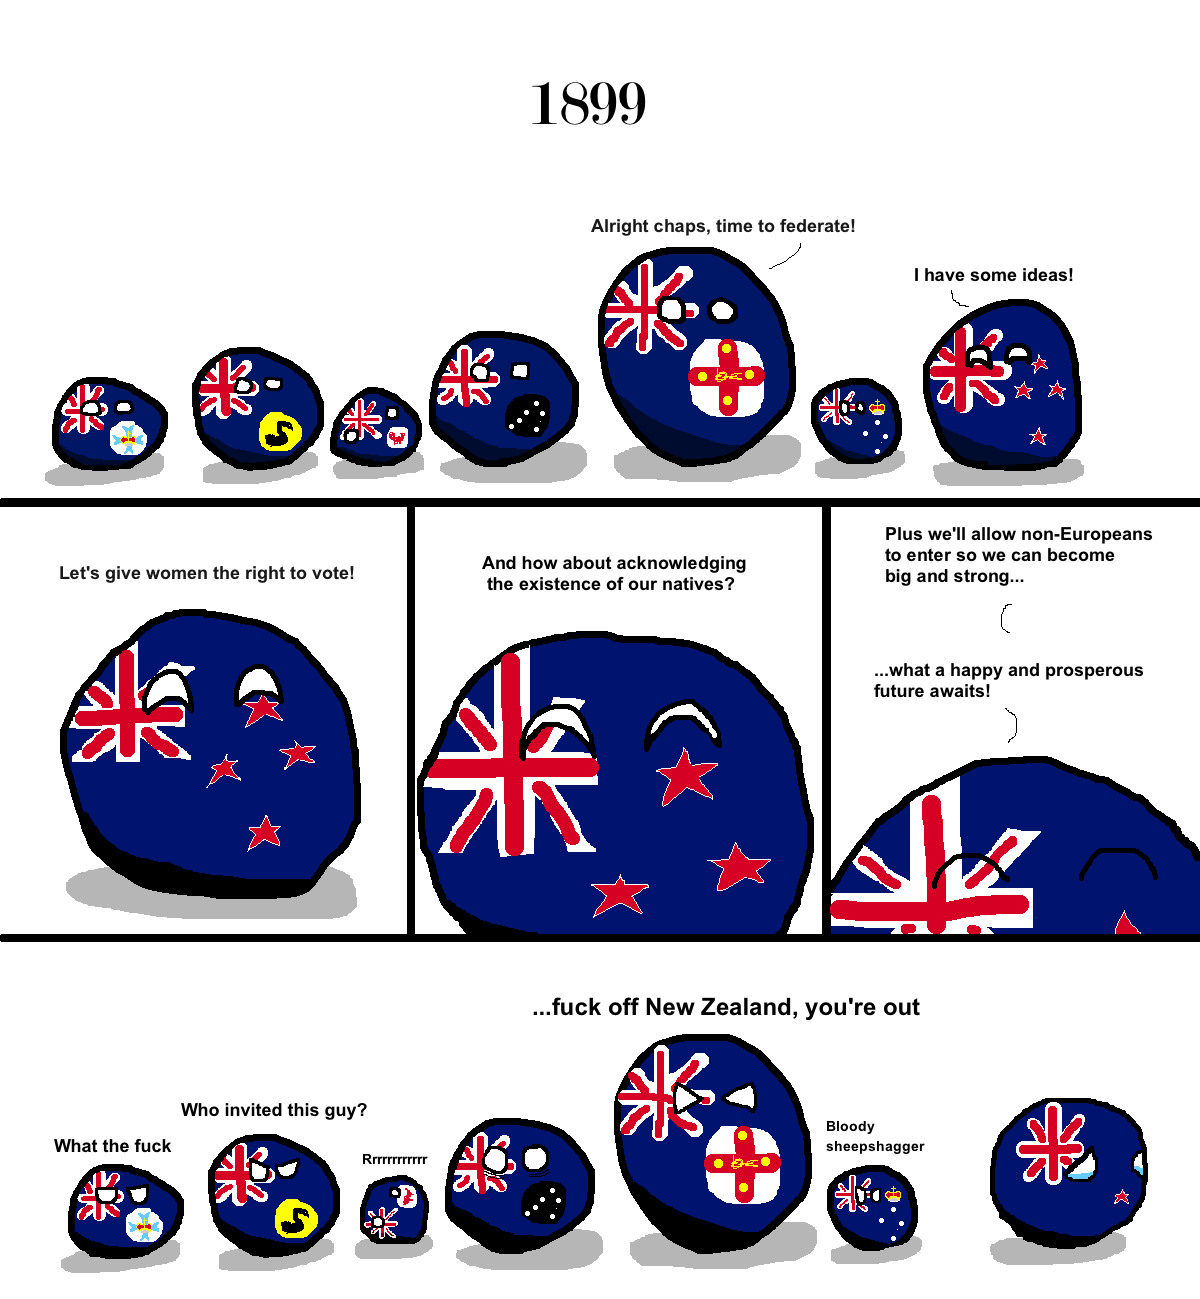 1899
Alright chaps, time to federate!
I have some ideas!
Let's give women the right to vote!
And how about acknowledging
the existence of our natives?
Plus we'll allow non-Europeans
to enter so we can become
big and strong...
...what a happy and prosperous
future awaits!
...fuck off New Zealand, you're out
Who invited this guy?
What the fuck
Rrrrrrrrrrrr
Bloody
sheepshagger